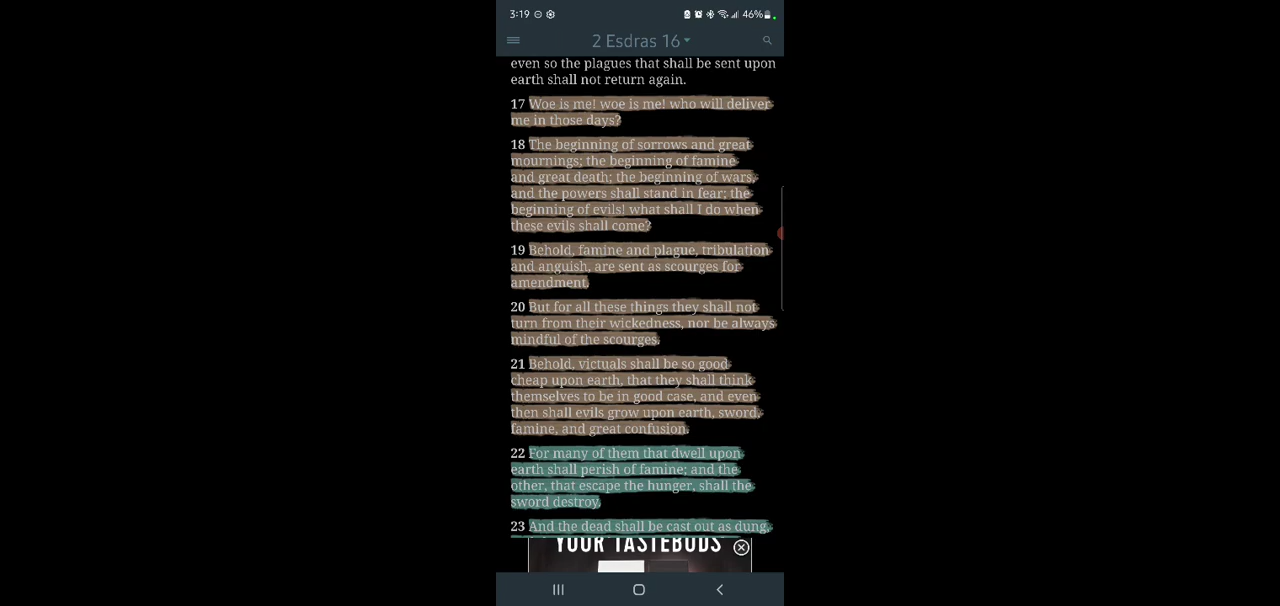 3:19
46%
2 Esdras 16
even so the plagues that shall be sent upon
earth shall not return again.
17 Woe is me! woe is me! who will deliver
me in those days?
18 The beginning of sorrows and great
mournings; the beginning of famine
and great death; the beginning of wars,
and the powers shall stand in fear; the
beginning of evils! what shall I do when
these evils shall come?
19 Behold, famine and plague, tribulation
and anguish, are sent as scourges for
amendment.
20 But for all these things they shall not
turn from their wickedness, nor be always
mindful of the scourges.
21 Behold, victuals shall be so good
cheap upon earth, that they shall think
themselves to be in good case, and even
then shall evils grow upon earth, sword,
famine, and great confusion.
22 For many of them that dwell upon
earth shall perish of famine; and the
other, that escape the hunger, shall the
sword destroy.
23 And the dead shall be cast out as dung,
YOUR TASTEBUDS